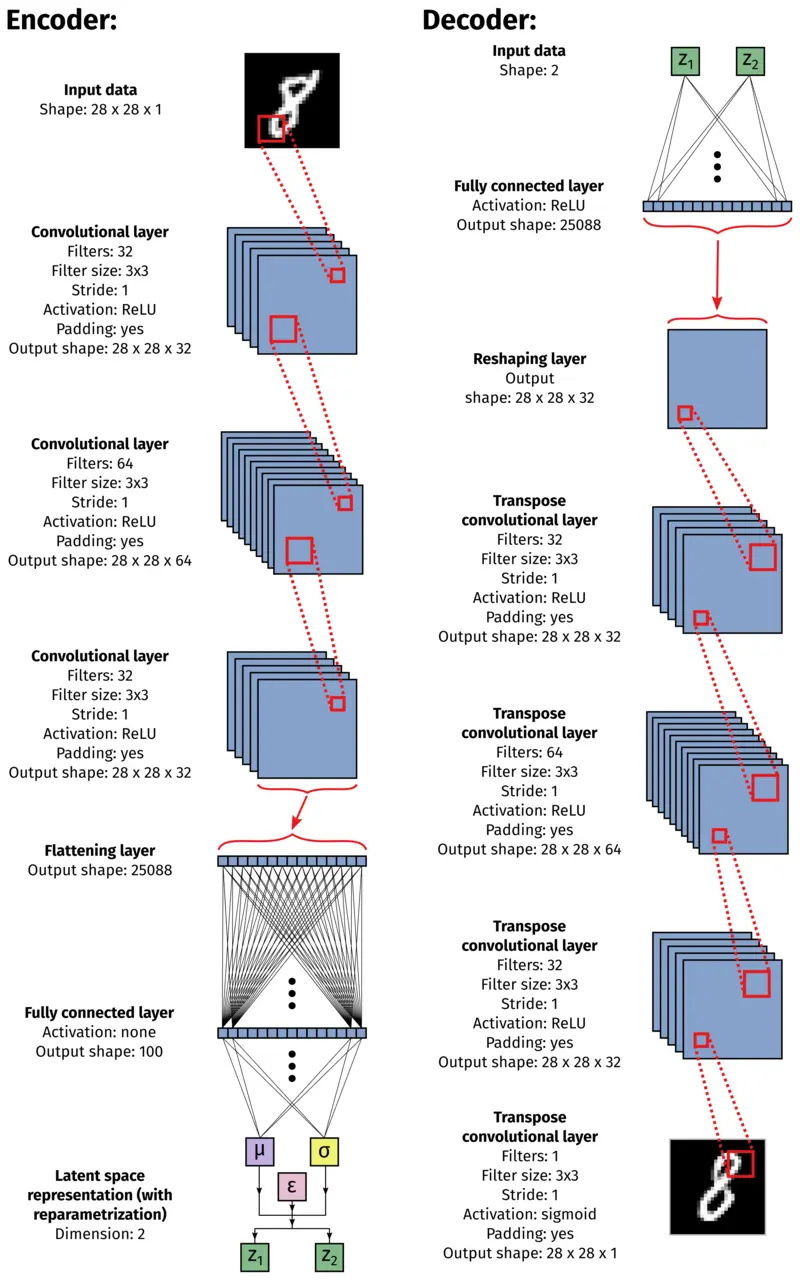 Encoder:
Input data
Shape: 28 x 28 x 1
Convolutional layer
Filters: 32
Filter size: 3x3
Stride: 1
Activation: ReLU
Padding: yes
Output shape: 28 x 28 x 32
Convolutional layer
Filters: 64
Filter size: 3x3
Stride: 1
Activation: ReLU
Padding: yes
Output shape: 28 x 28 x 64
Convolutional layer
Filters: 32
Filter size: 3x3
Stride: 1
Activation: ReLU
Padding: yes
Output shape: 28 x 28 x 32
Flattening layer
Output shape: 25088
Fully connected layer
Activation: none
Output shape: 100
μ σ
ε
Latent space
representation (with
reparametrization)
Dimension: 2
z1 z2
Decoder:
Input data
Shape: 2
z1 z2
Fully connected layer
Activation: ReLU
Output shape: 25088
Reshaping layer
Output
shape: 28 x 28 x 32
Transpose
convolutional layer
Filters: 32
Filter size: 3x3
Stride: 1
Activation: ReLU
Padding: yes
Output shape: 28 x 28 x 32
Transpose
convolutional layer
Filters: 64
Filter size: 3x3
Stride: 1
Activation: ReLU
Padding: yes
Output shape: 28 x 28 x 64
Transpose
convolutional layer
Filters: 32
Filter size: 3x3
Stride: 1
Activation: ReLU
Padding: yes
Output shape: 28 x 28 x 32
Transpose
convolutional layer
Filters: 1
Filter size: 3x3
Stride: 1
Activation: sigmoid
Padding: yes
Output shape: 28 x 28 x 1